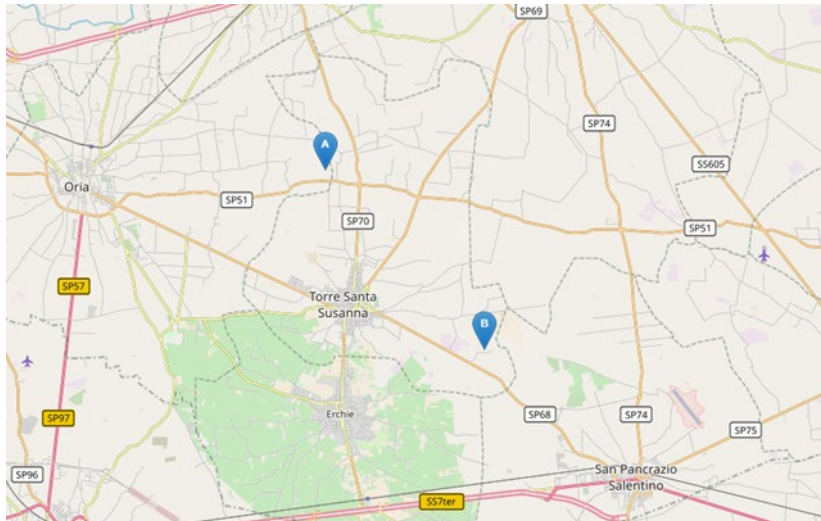 SP69
SP74
A
SS605
Oria
SP51
SP70
SP51
SP57
Torre Santa
Susanna
B
SP97
Erchie
SP68
SP74
SP75
SP96
San Pancrazio
Salentino
SS7ter